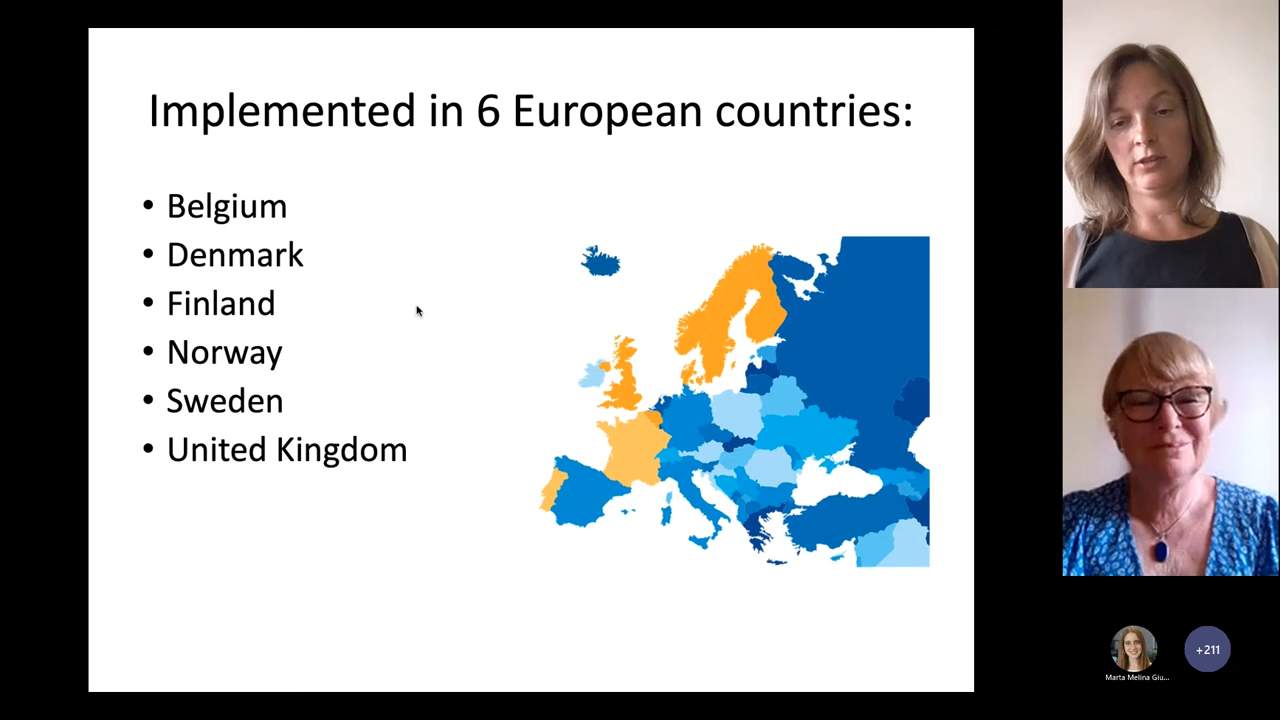 Implemented in 6 European countries:
• Belgium
• Denmark
• Finland
• Norway
• Sweden
• United Kingdom
+211
Marta Melina Giu...